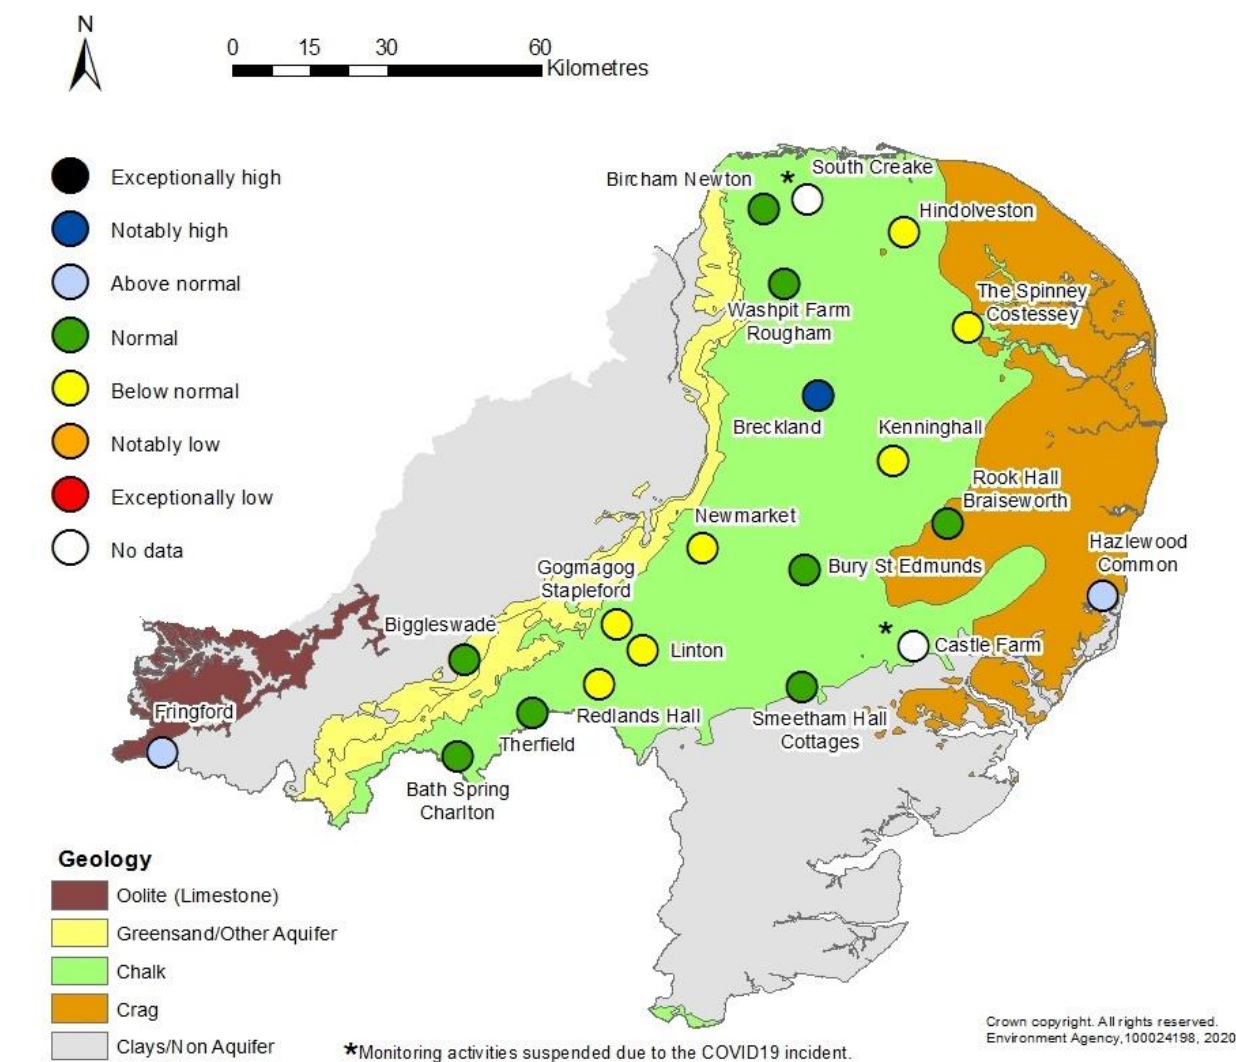 N
0 15 30 60
Kilometres
Exceptionally high
Notably high
Above normal
Normal
Below normal
Notably low
Exceptionally low
No data
* South Creake
Bircham Newton
Hindolveston
The Spinney
Costessey
Washpit Farm
Rougham
Breckland
Kenninghall
Rook Hall
Braiseworth
Newmarket
Hazlewood
Common
Gogmagog
Stapleford
Bury St Edmunds
Biggleswade
*
Castle Farm
Linton
Fringford
Redlands Hall
Smeetham Hall
Cottages
Therfield
Bath Spring
Charlton
Geology
Oolite (Limestone)
Greensand/Other Aquifer
Chalk
Crag
Clays/Non Aquifer
*Monitoring activities suspended due to the COVID19 incident.
Crown copyright. All rights reserved.
Environment Agency,100024198, 2020